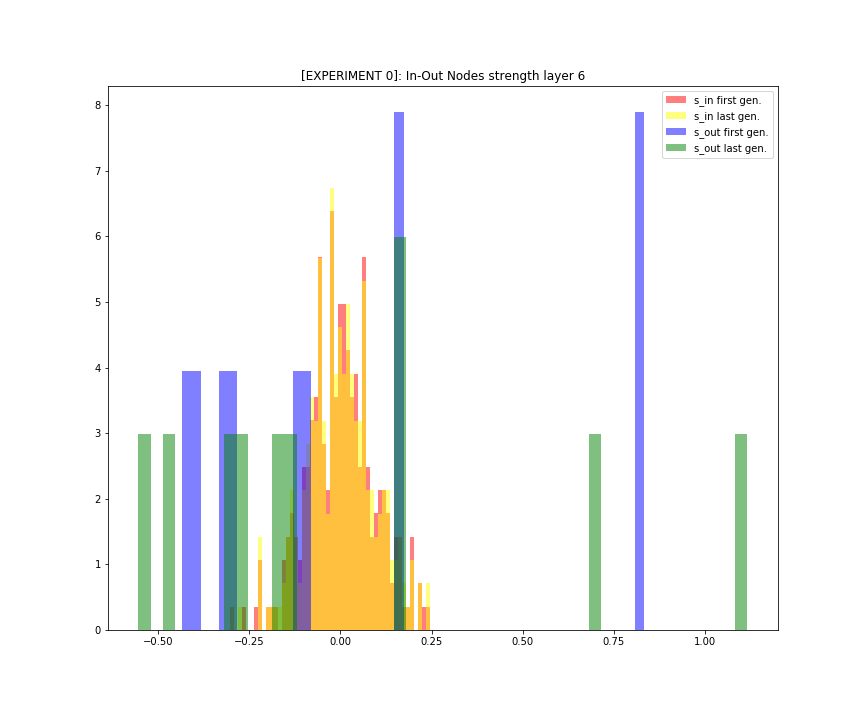 [EXPERIMENT 0]: In-Out Nodes strength layer 6
s_in first gen.
s_in last gen.
s_out first gen.
s_out last gen.
8
7
6
5
4
3
2
1
0
−0.50 −0.25 0.00 0.25 0.50 0.75 1.00